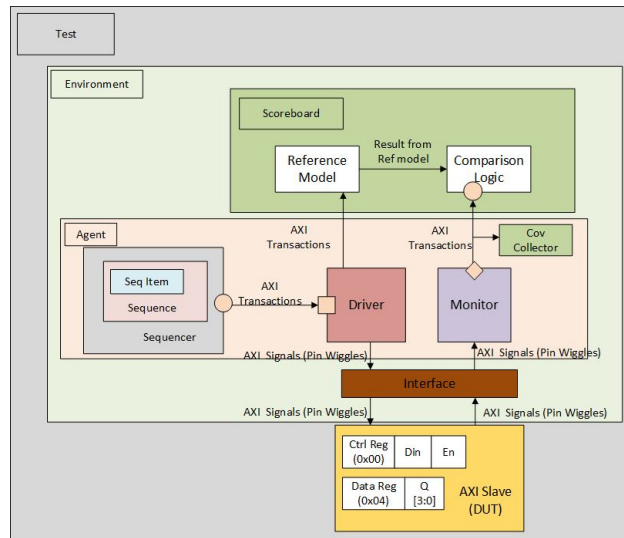 Test
Environment
Scoreboard
Reference
Model
Result from
Ref model
Comparison
Logic
Agent
AXI
Transactions
AXI
Transactions
Cov
Collector
Seq Item
Sequence
Sequencer
AXI
Transactions
Driver
Monitor
AXI Signals (Pin Wiggles)
AXI Signals (Pin Wiggles)
Interface
AXI Signals (Pin Wiggles)
AXI Signals (Pin Wiggles)
Ctrl Reg
(0x00)
Din
En
Data Reg
(0x04)
Q
[3:0]
AXI Slave
(DUT)